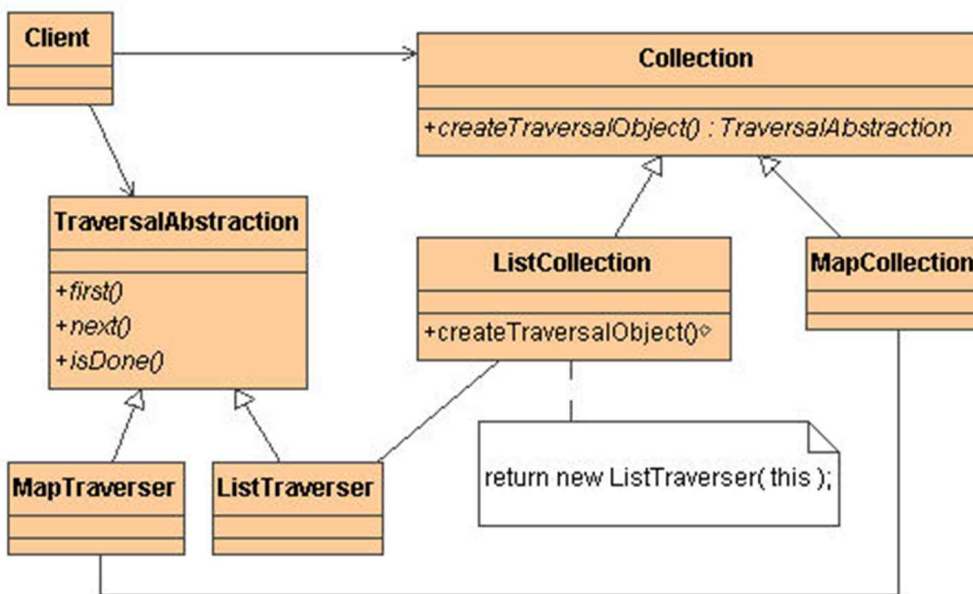 Client
Collection
+createTraversalObject() : TraversalAbstraction
TraversalAbstraction
+first()
+next()
+isDone()
ListCollection
+createTraversalObject()
MapCollection
return new ListTraverser( this );
MapTraverser
ListTraverser